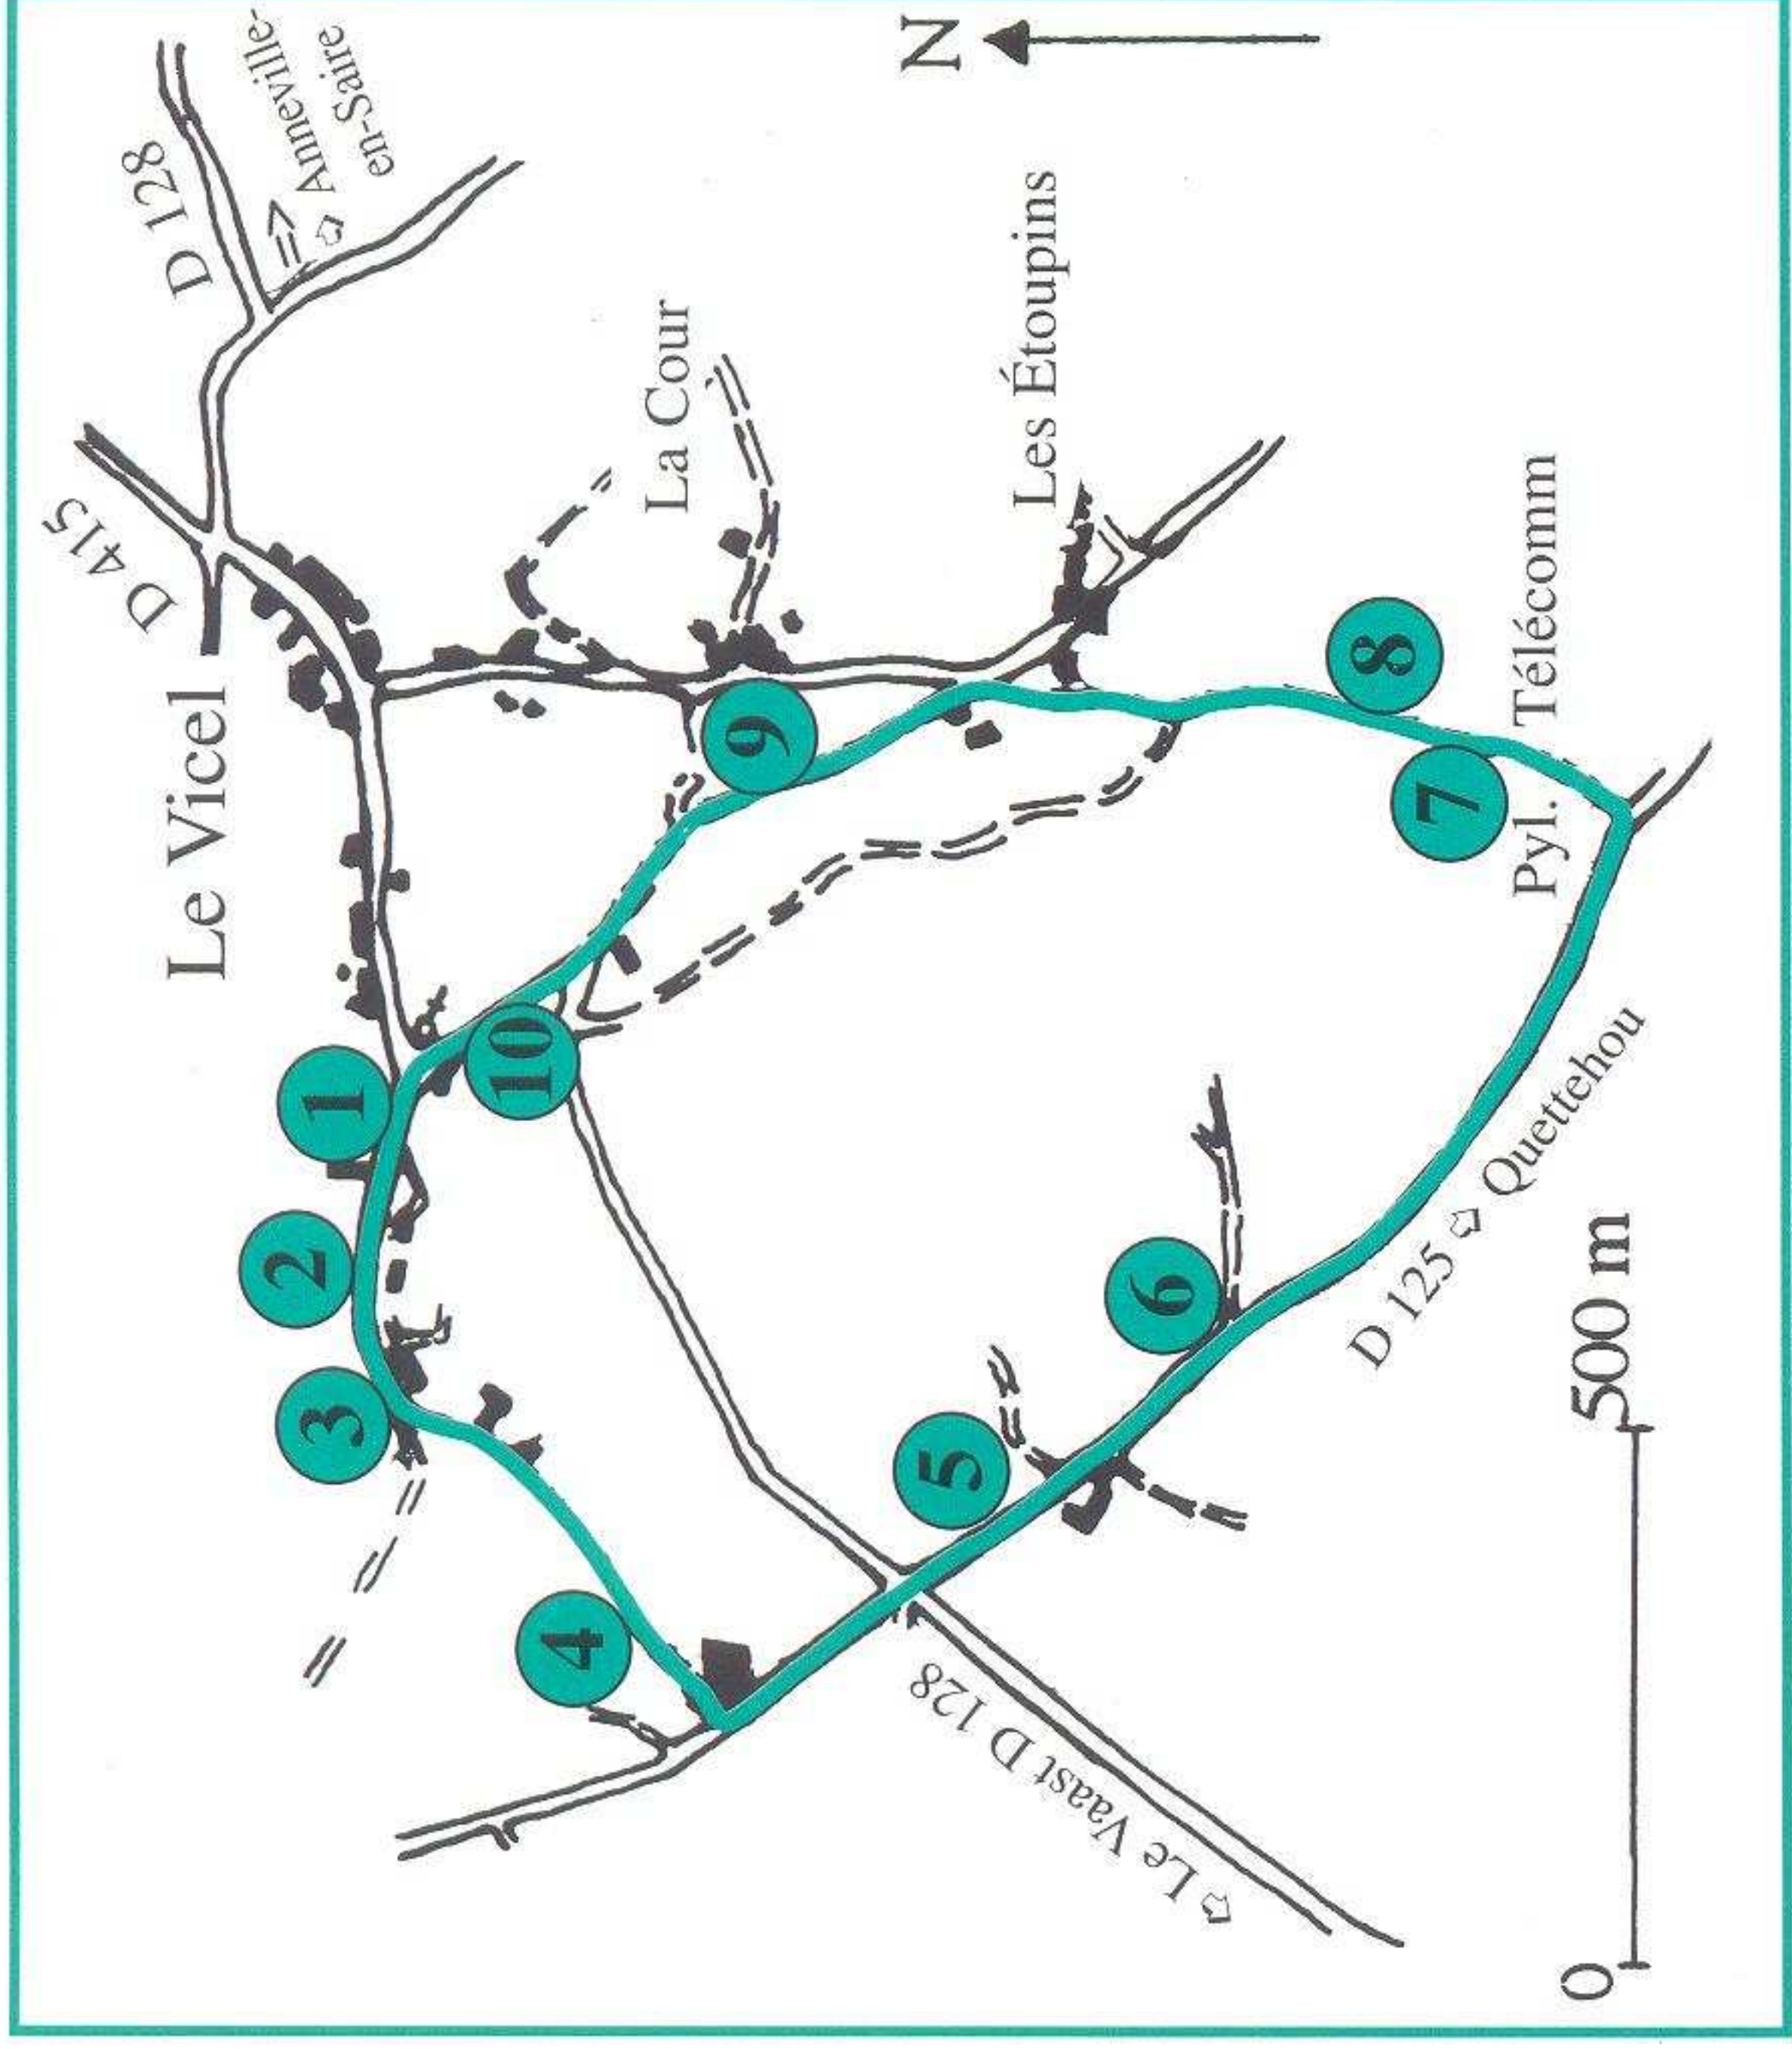 D 415
D 128
Anneville-
en-Saire
Le Vicel
N
La Cour
Les Étoupins
1
2
3
4
5
6
7
8
9
10
Pyl. Télécomm
D 125
Quettehou
Le Vaast D 128
0
500 m